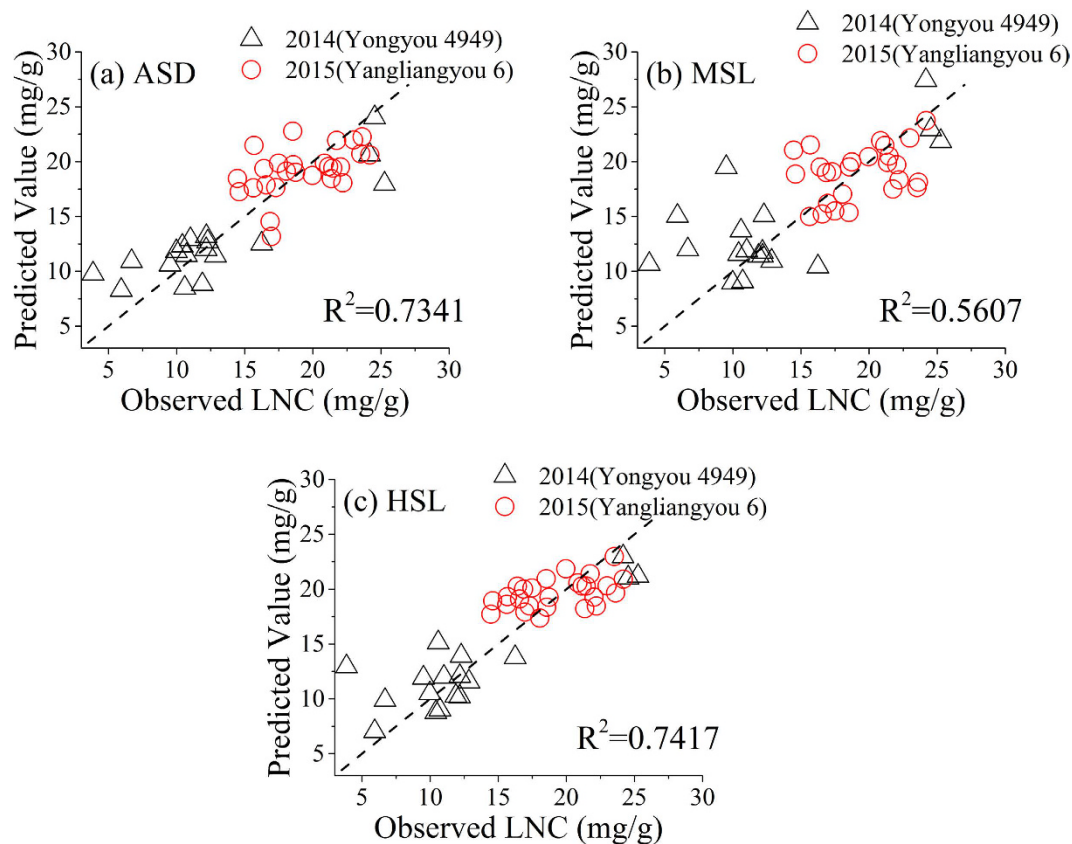 2014(Yongyou 4949)
2015(Yangliangyou 6)
(a) ASD
30
25
20
15
10
5
Predicted Value (mg/g)
R²=0.7341
5 10 15 20 25 30
Observed LNC (mg/g)
2014(Yongyou 4949)
2015(Yangliangyou 6)
(b) MSL
30
25
20
15
10
5
Predicted Value (mg/g)
R²=0.5607
5 10 15 20 25 30
Observed LNC (mg/g)
2014(Yongyou 4949)
2015(Yangliangyou 6)
(c) HSL
30
25
20
15
10
5
Predicted Value (mg/g)
R²=0.7417
5 10 15 20 25 30
Observed LNC (mg/g)